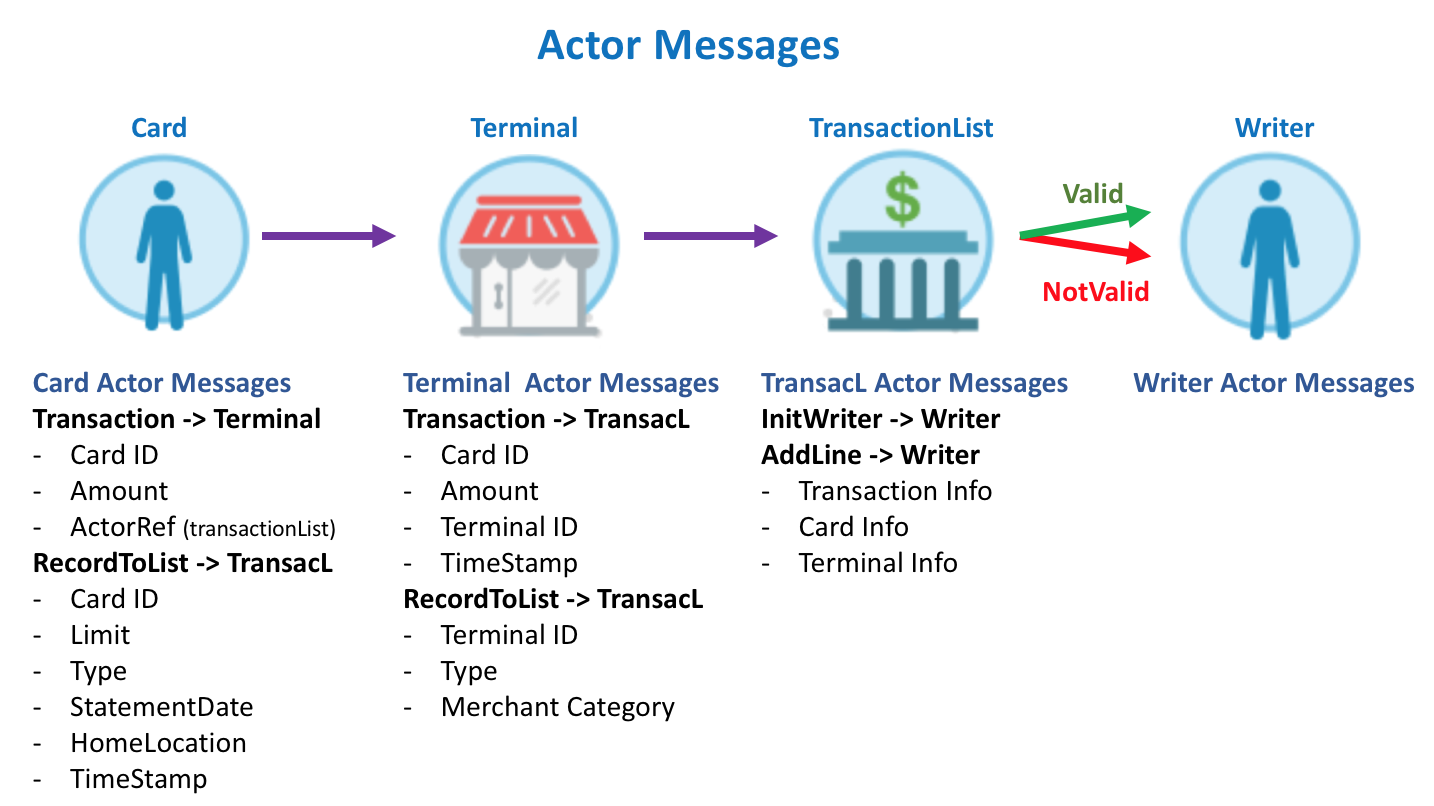 Actor Messages
Card
Terminal
TransactionList
Writer
$
Valid
NotValid
Card Actor Messages
Transaction -> Terminal
- Card ID
- Amount
- ActorRef (transactionList)
RecordToList -> TransacL
- Card ID
- Limit
- Type
- StatementDate
- HomeLocation
- TimeStamp
Terminal  Actor Messages
Transaction -> TransacL
- Card ID
- Amount
- Terminal ID
- TimeStamp
RecordToList -> TransacL
- Terminal ID
- Type
- Merchant Category
TransacL Actor Messages
InitWriter -> Writer
AddLine -> Writer
- Transaction Info
- Card Info
- Terminal Info
Writer Actor Messages